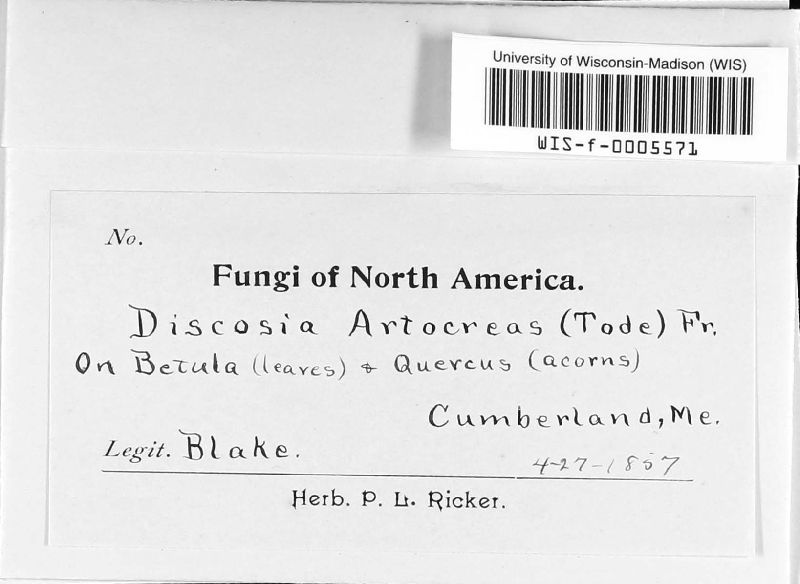 University of Wisconsin-Madison (WIS)
WIS-f-0005571
No.
Fungi of North America.
Discosia Artocreas (Tode) Fr.
On Betula (leaves) & Quercus (acorns)
Cumberland, Me.
Legit. Blake.
4-27-1857
Herb. P. L. Ricker.